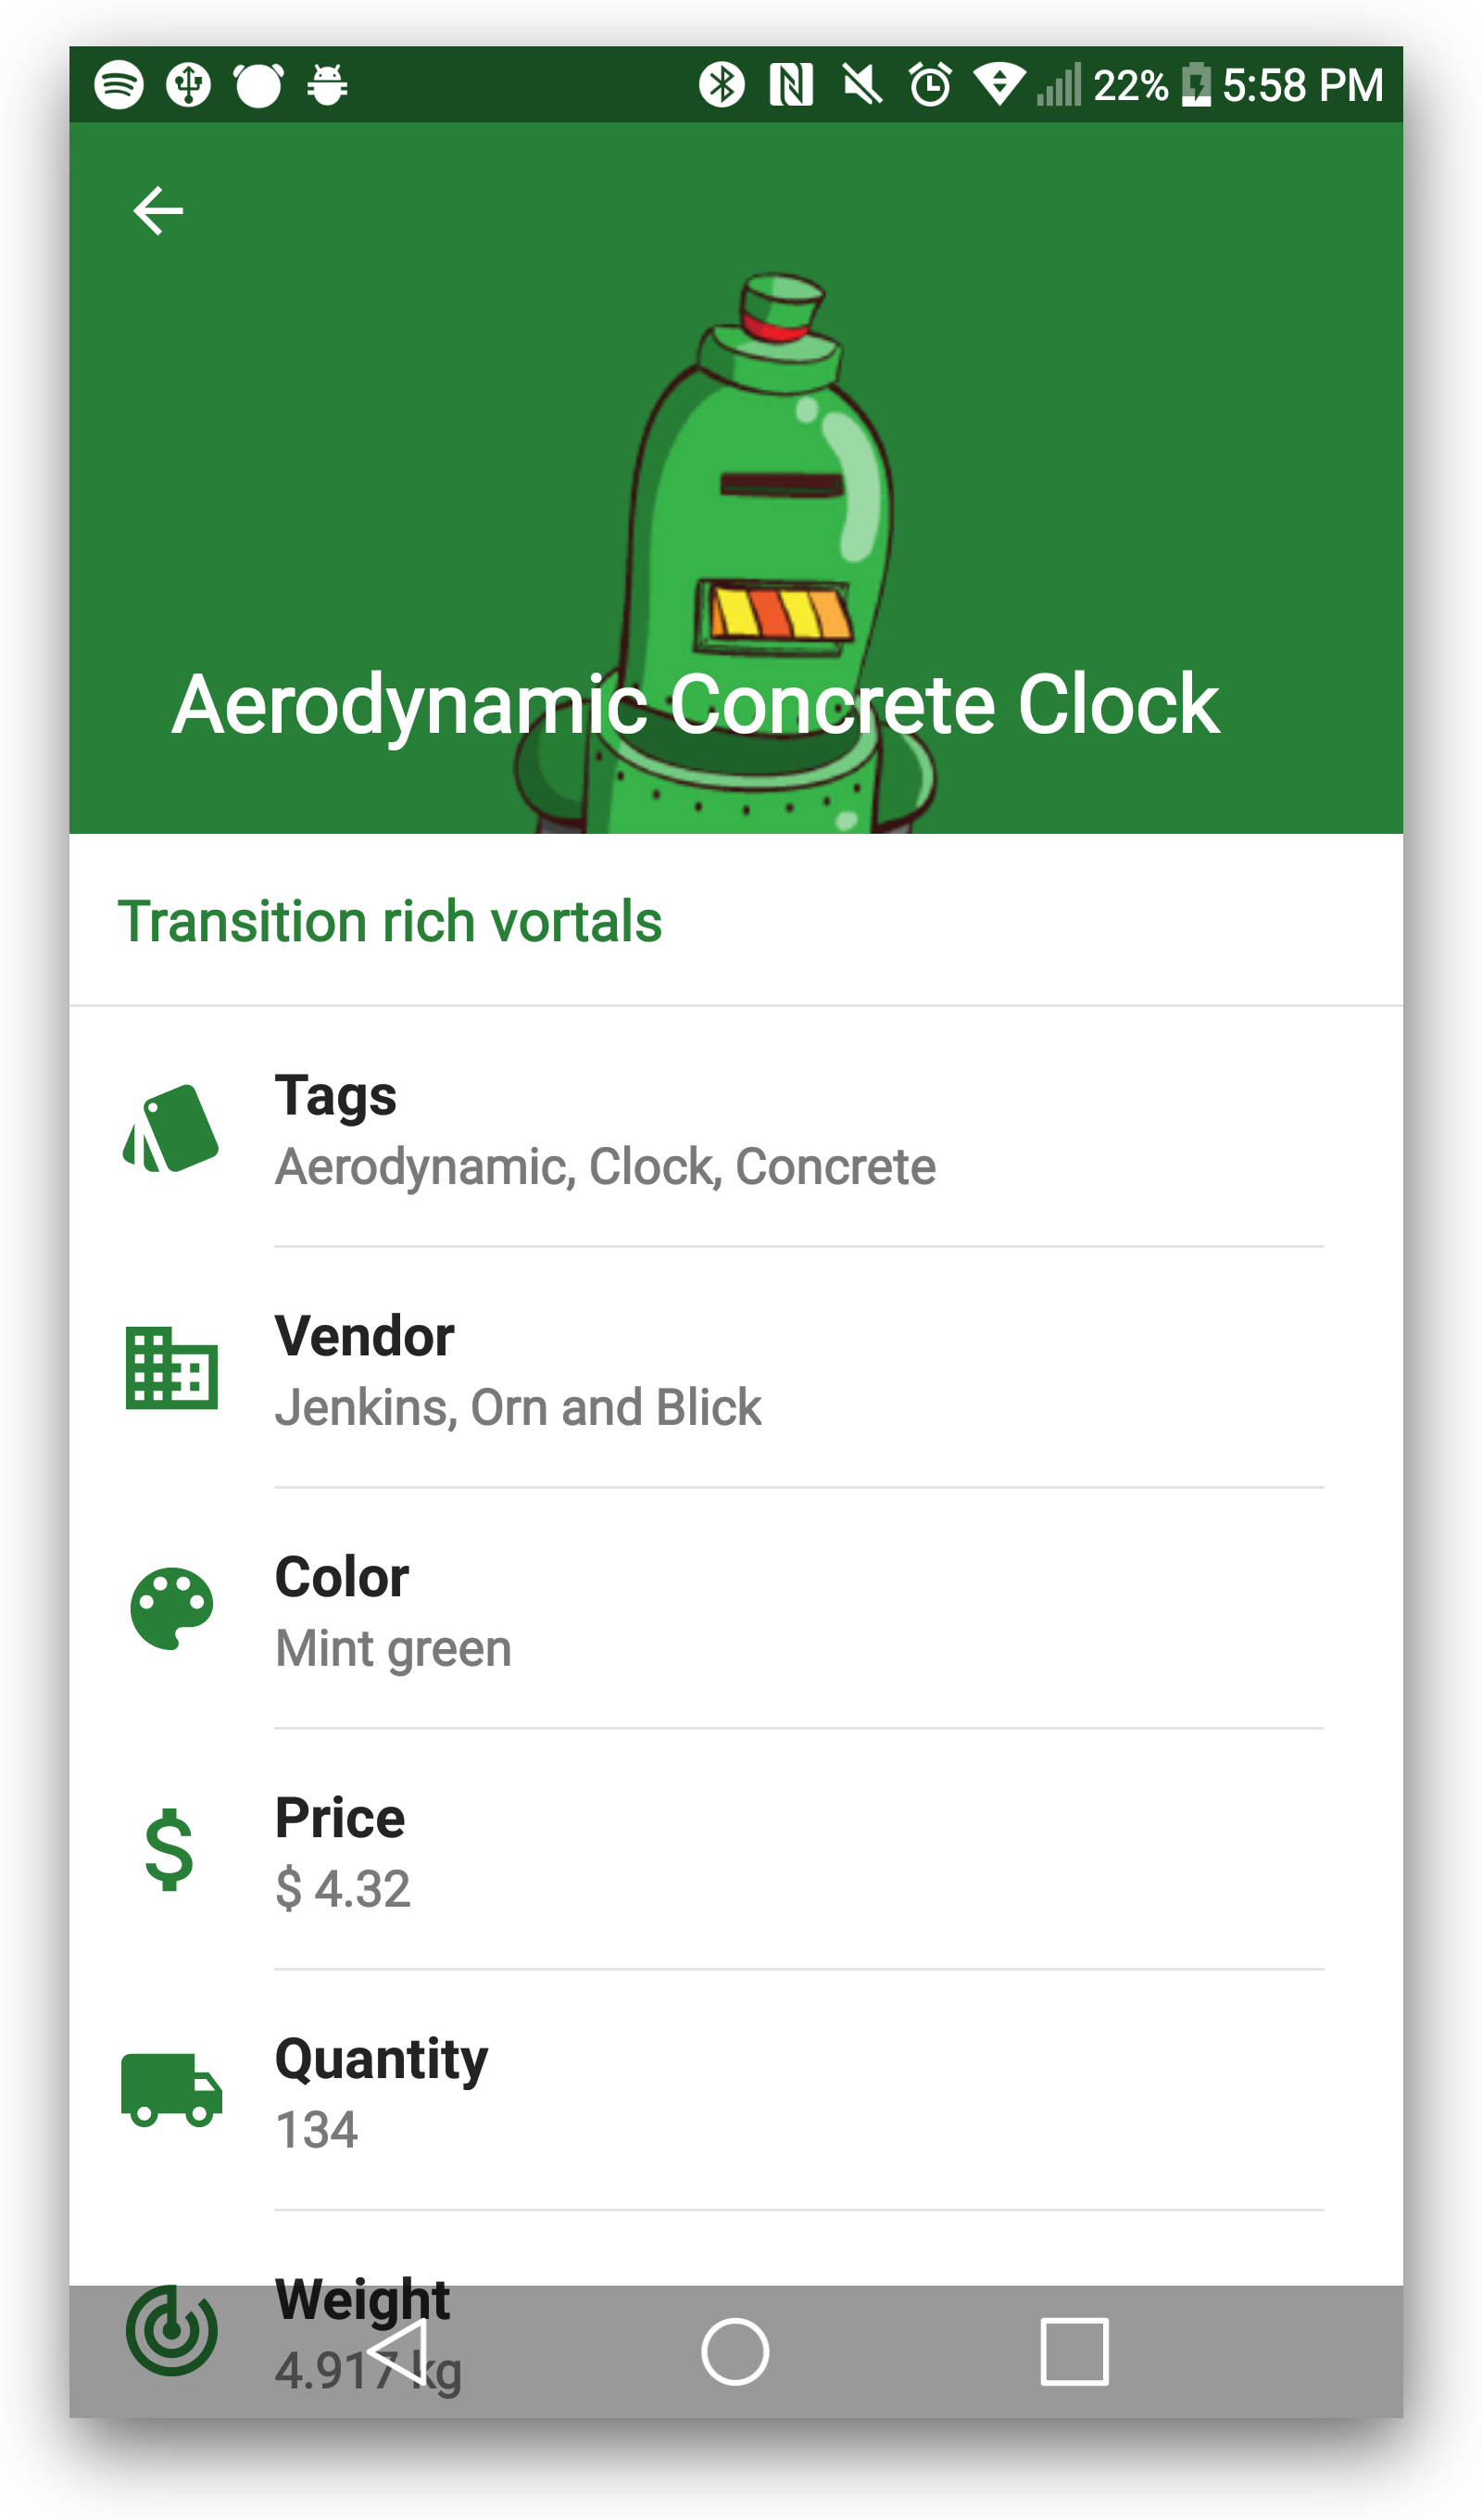 22% 5:58 PM
Aerodynamic Concrete Clock
Transition rich vortals
Tags
Aerodynamic, Clock, Concrete
Vendor
Jenkins, Orn and Blick
Color
Mint green
Price
$ 4.32
Quantity
134
Weight
4.917 kg